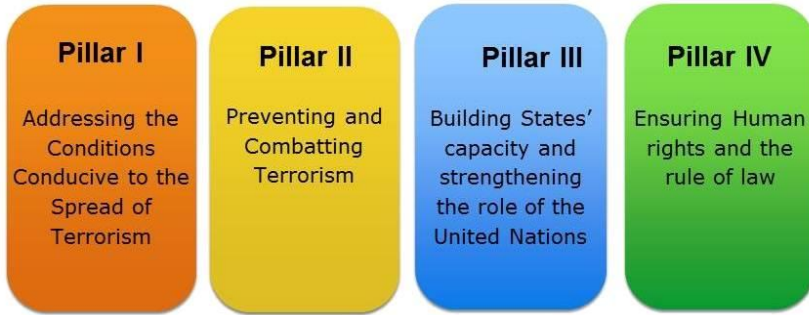 Pillar I
Addressing the
Conditions
Conducive to the
Spread of
Terrorism
Pillar II
Preventing and
Combatting
Terrorism
Pillar III
Building States’
capacity and
strengthening
the role of the
United Nations
Pillar IV
Ensuring Human
rights and the
rule of law